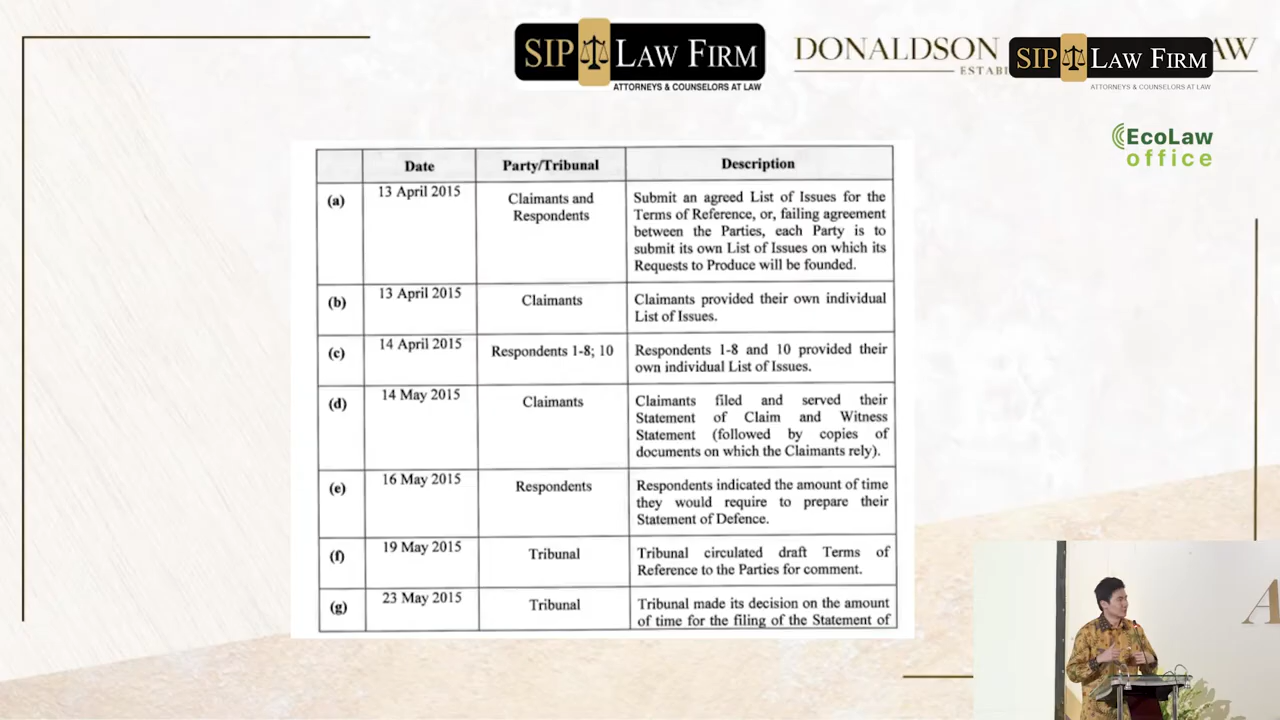 SIP LAW FIRM
ATTORNEYS & COUNSELORS AT LAW
DONALDSON
ESTABI
AW
SIP LAW FIRM
ATTORNEYS & COUNSELORS AT LAW
EcoLaw
office
Date Party/Tribunal Description
(a) 13 April 2015 Claimants and Respondents Submit an agreed List of Issues for the
Terms of Reference, or, failing agreement
between the Parties, each Party is to
submit its own List of Issues on which its
Requests to Produce will be founded.
(b) 13 April 2015 Claimants Claimants provided their own individual
List of Issues.
(c) 14 April 2015 Respondents 1-8; 10 Respondents 1-8 and 10 provided their
own individual List of Issues.
(d) 14 May 2015 Claimants Claimants filed and served their
Statement of Claim and Witness
Statement (followed by copies of
documents on which the Claimants rely).
(e) 16 May 2015 Respondents Respondents indicated the amount of time
they would require to prepare their
Statement of Defence.
(f) 19 May 2015 Tribunal Tribunal circulated draft Terms of
Reference to the Parties for comment.
(g) 23 May 2015 Tribunal Tribunal made its decision on the amount
of time for the filing of the Statement of
A